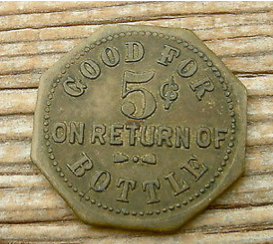 GOOD FOR
5¢
ON RETURN OF
BOTTLE